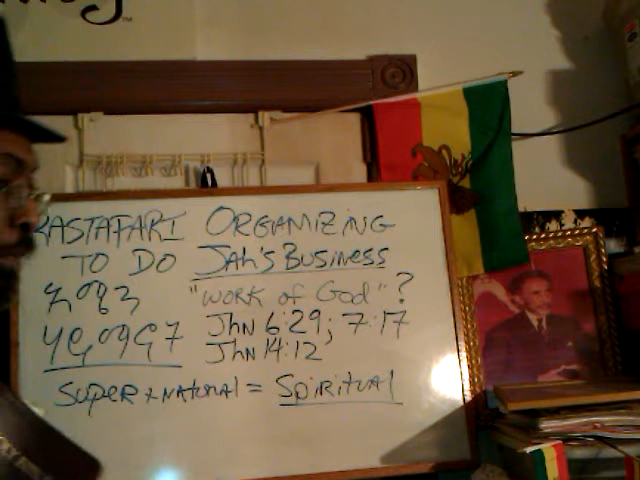 RASTAFARI ORGANIZING
TO DO JAH'S BUSINESS
"WORK OF GOD"?
Jhn 6:29; 7:17
Jhn 14:12
SUPER + NATURAL = SPIRITUAL